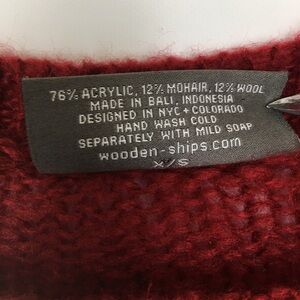 76% ACRYLIC, 12% MOHAIR, 12% WOOL
MADE IN BALI, INDONESIA
DESIGNED IN NYC + COLORADO
HAND WASH COLD
SEPARATELY WITH MILD SOAP
wooden-ships.com
X/S